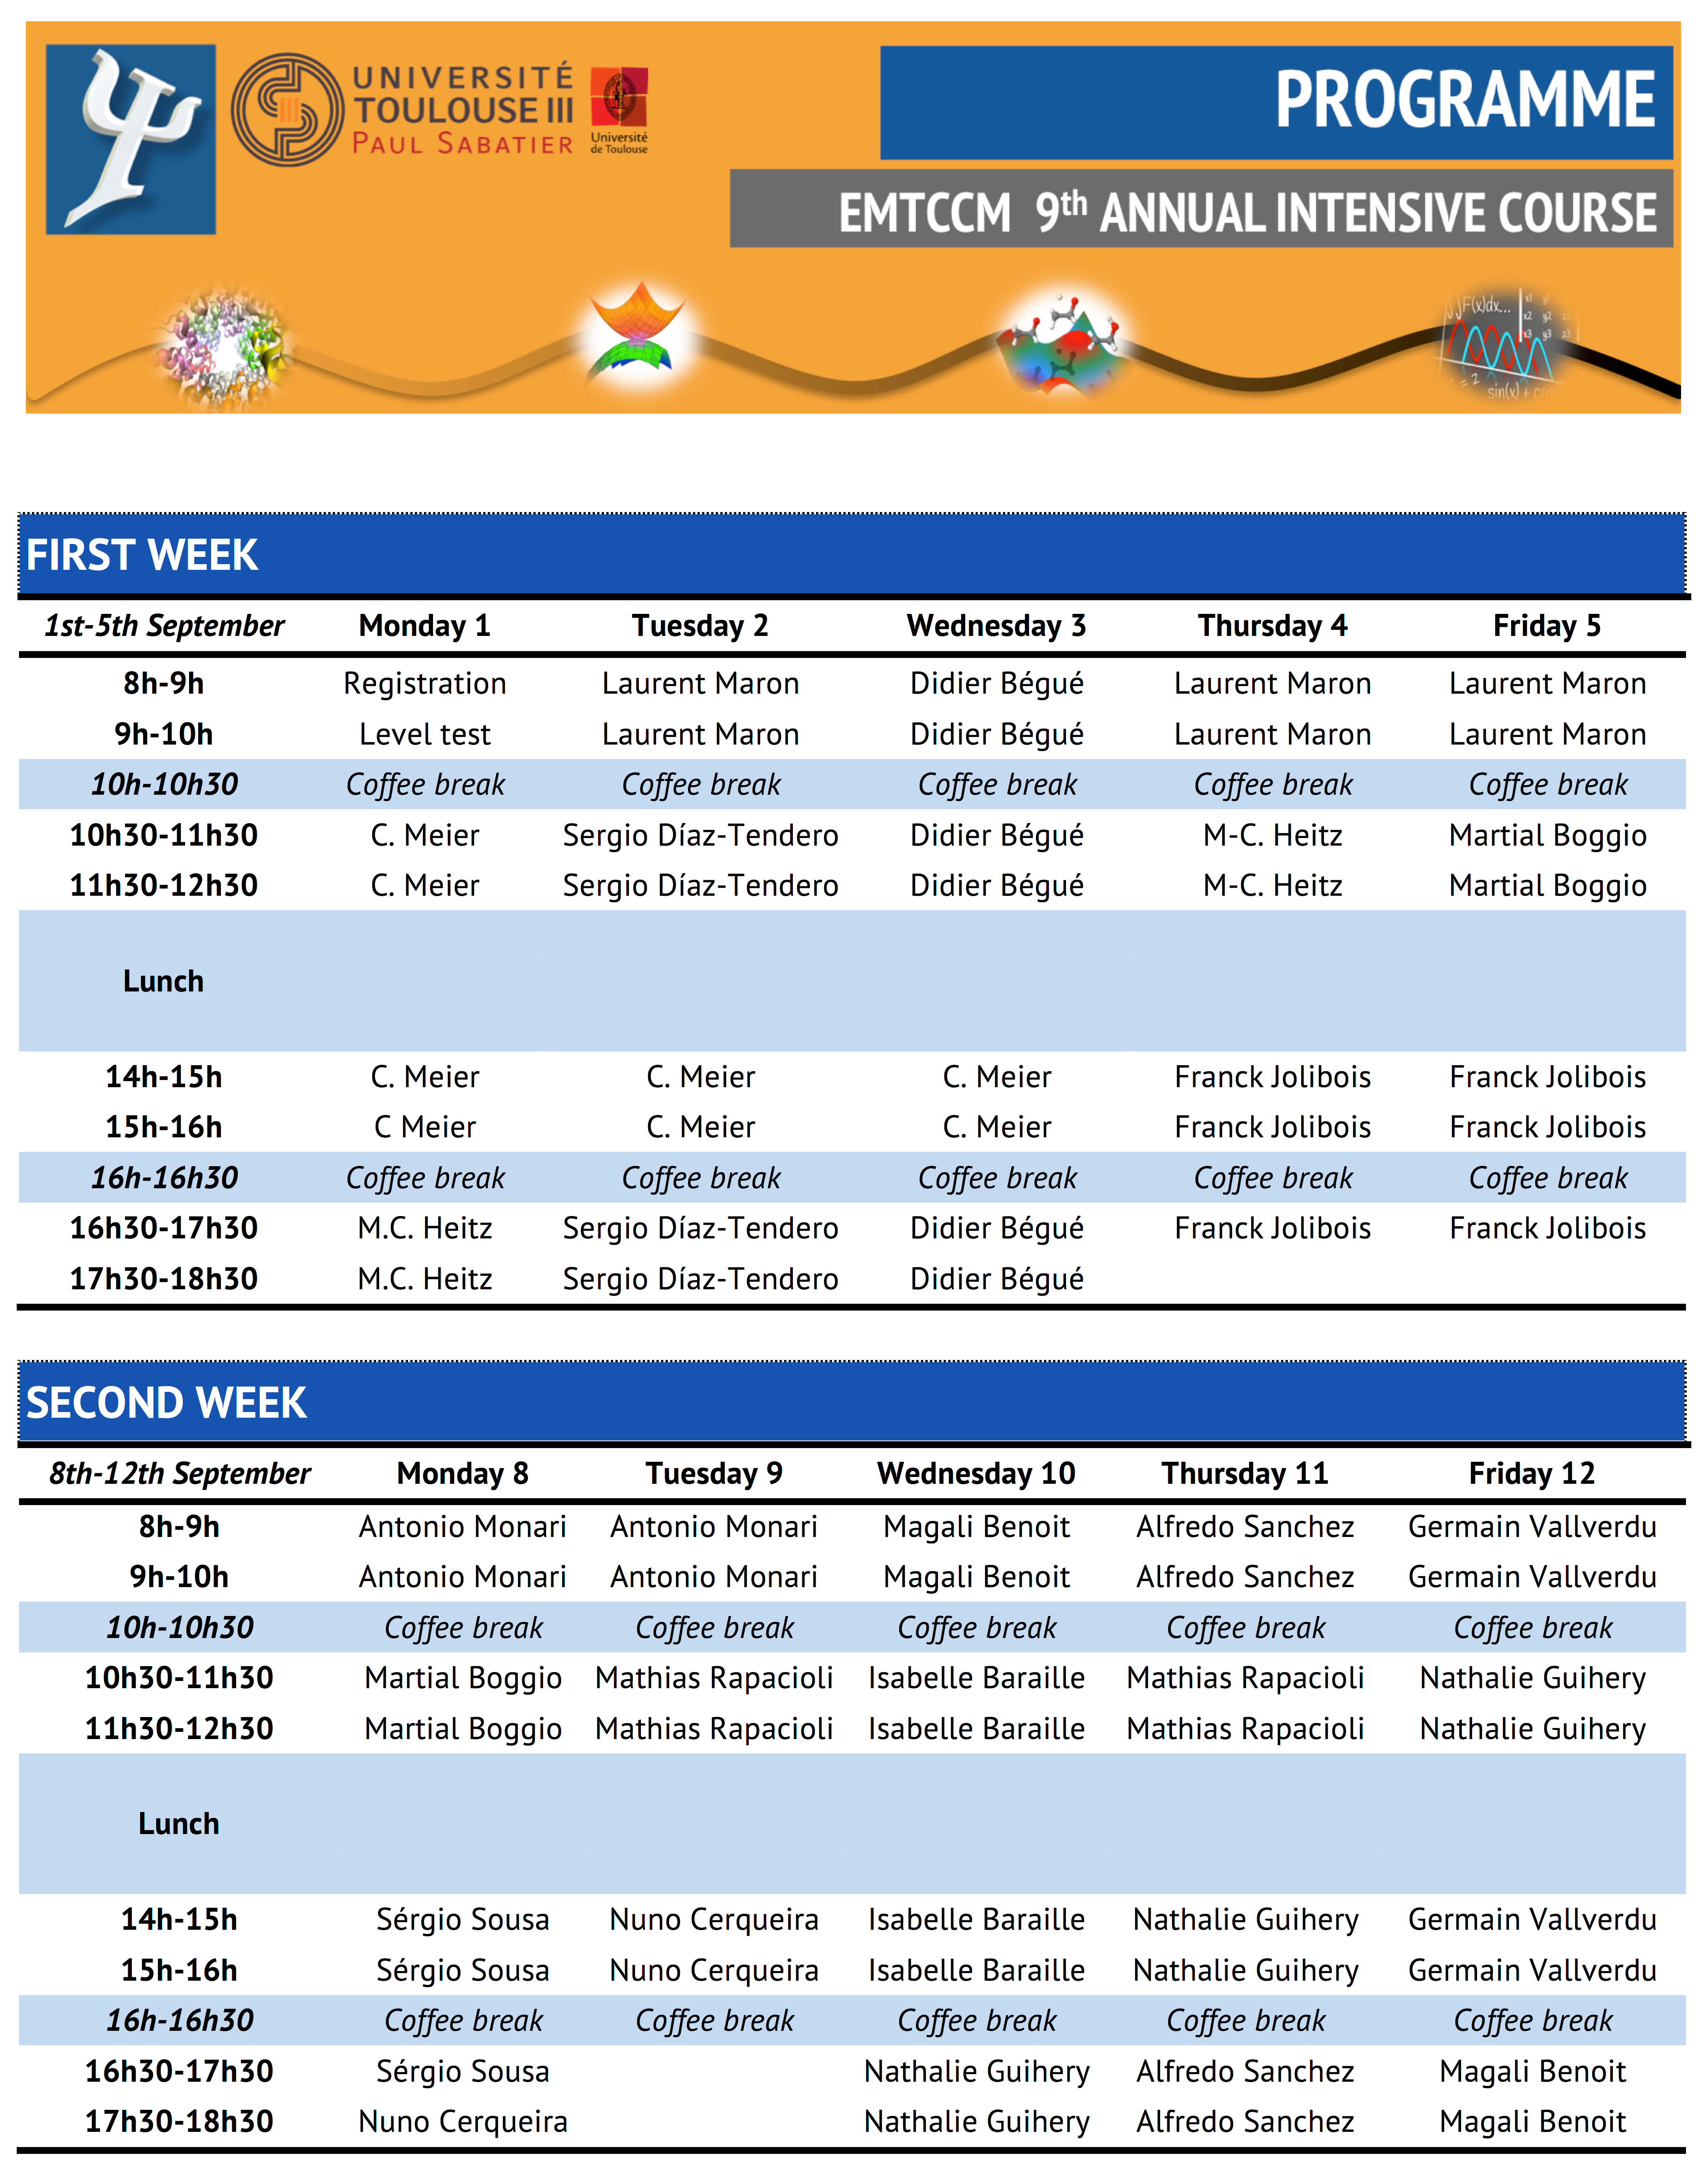 UNIVERSITÉ
TOULOUSE III
PAUL SABATIER
Université
de Toulouse
PROGRAMME
EMTCCM 9th ANNUAL INTENSIVE COURSE
FIRST WEEK
1st-5th September Monday 1 Tuesday 2 Wednesday 3 Thursday 4 Friday 5
8h-9h Registration Laurent Maron Didier Bégué Laurent Maron Laurent Maron
9h-10h Level test Laurent Maron Didier Bégué Laurent Maron Laurent Maron
10h-10h30 Coffee break Coffee break Coffee break Coffee break Coffee break
10h30-11h30 C. Meier Sergio Díaz-Tendero Didier Bégué M-C. Heitz Martial Boggio
11h30-12h30 C. Meier Sergio Díaz-Tendero Didier Bégué M-C. Heitz Martial Boggio
Lunch
14h-15h C. Meier C. Meier C. Meier Franck Jolibois Franck Jolibois
15h-16h C Meier C. Meier C. Meier Franck Jolibois Franck Jolibois
16h-16h30 Coffee break Coffee break Coffee break Coffee break Coffee break
16h30-17h30 M.C. Heitz Sergio Díaz-Tendero Didier Bégué Franck Jolibois Franck Jolibois
17h30-18h30 M.C. Heitz Sergio Díaz-Tendero Didier Bégué
SECOND WEEK
8th-12th September Monday 8 Tuesday 9 Wednesday 10 Thursday 11 Friday 12
8h-9h Antonio Monari Antonio Monari Magali Benoit Alfredo Sanchez Germain Vallverdu
9h-10h Antonio Monari Antonio Monari Magali Benoit Alfredo Sanchez Germain Vallverdu
10h-10h30 Coffee break Coffee break Coffee break Coffee break Coffee break
10h30-11h30 Martial Boggio Mathias Rapacioli Isabelle Baraille Mathias Rapacioli Nathalie Guihery
11h30-12h30 Martial Boggio Mathias Rapacioli Isabelle Baraille Mathias Rapacioli Nathalie Guihery
Lunch
14h-15h Sérgio Sousa Nuno Cerqueira Isabelle Baraille Nathalie Guihery Germain Vallverdu
15h-16h Sérgio Sousa Nuno Cerqueira Isabelle Baraille Nathalie Guihery Germain Vallverdu
16h-16h30 Coffee break Coffee break Coffee break Coffee break Coffee break
16h30-17h30 Sérgio Sousa Nathalie Guihery Alfredo Sanchez Magali Benoit
17h30-18h30 Nuno Cerqueira Nathalie Guihery Alfredo Sanchez Magali Benoit